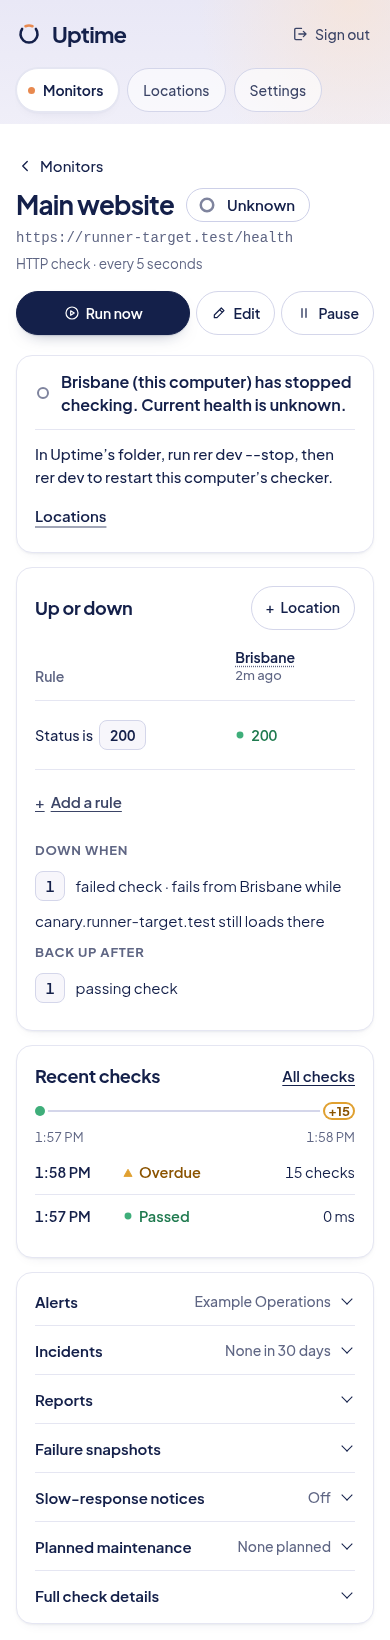 Uptime
Sign out
Monitors
Locations
Settings
Monitors
Main website
Unknown
https://runner-target.test/health
HTTP check · every 5 seconds
Run now
Edit
Pause
Brisbane (this computer) has stopped
checking. Current health is unknown.
In Uptime’s folder, run rer dev --stop, then
rer dev to restart this computer’s checker.
Locations
Up or down
+ Location
Brisbane
Rule
2m ago
Status is 200
200
+ Add a rule
DOWN WHEN
1 failed check · fails from Brisbane while
canary.runner-target.test still loads there
BACK UP AFTER
1 passing check
Recent checks
All checks
+15
1:57 PM
1:58 PM
1:58 PM Overdue 15 checks
1:57 PM Passed 0 ms
Alerts Example Operations
Incidents None in 30 days
Reports
Failure snapshots
Slow-response notices Off
Planned maintenance None planned
Full check details